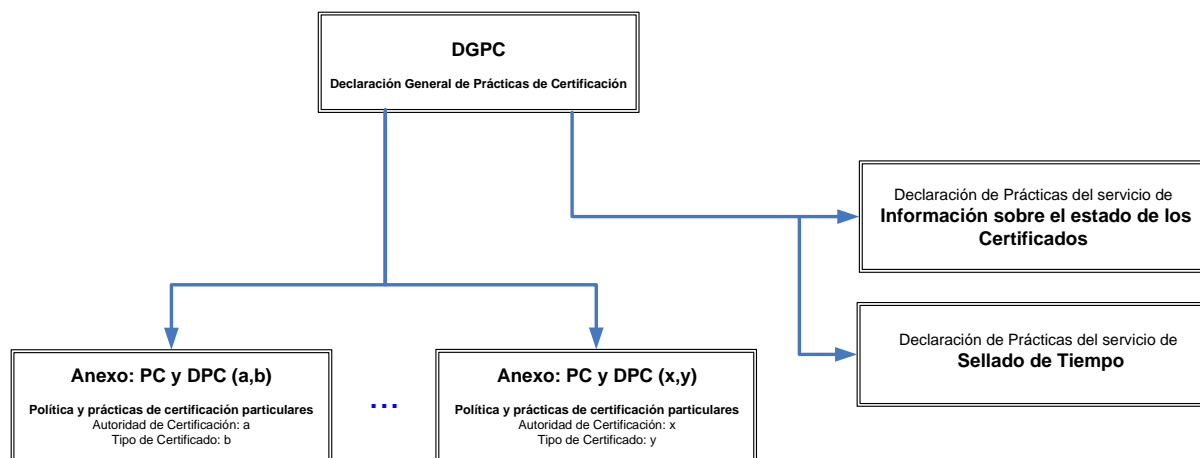 DGPC
Declaración General de Prácticas de Certificación
Declaración de Prácticas del servicio de
Información sobre el estado de los
Certificados
Declaración de Prácticas del servicio de
Sellado de Tiempo
Anexo: PC y DPC (a,b)
Política y prácticas de certificación particulares
Autoridad de Certificación: a
Tipo de Certificado: b
...
Anexo: PC y DPC (x,y)
Política y prácticas de certificación particulares
Autoridad de Certificación: x
Tipo de Certificado: y